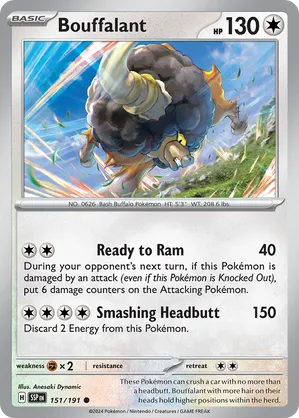 BASIC
Bouffalant
HP 130
NO. 0626 Bash Buffalo Pokémon HT: 5'3" WT: 208.6 lbs.
Ready to Ram 40
During your opponent's next turn, if this Pokémon is
damaged by an attack (even if this Pokémon is Knocked Out),
put 6 damage counters on the Attacking Pokémon.
Smashing Headbutt 150
Discard 2 Energy from this Pokémon.
weakness × 2 resistance retreat
Illus. Anesaki Dynamic
H SSP EN 151/191
These Pokémon can crush a car with no more than
a headbutt. Bouffalant with more hair on their
heads hold higher positions within the herd.
©2024 Pokémon / Nintendo / Creatures / GAME FREAK